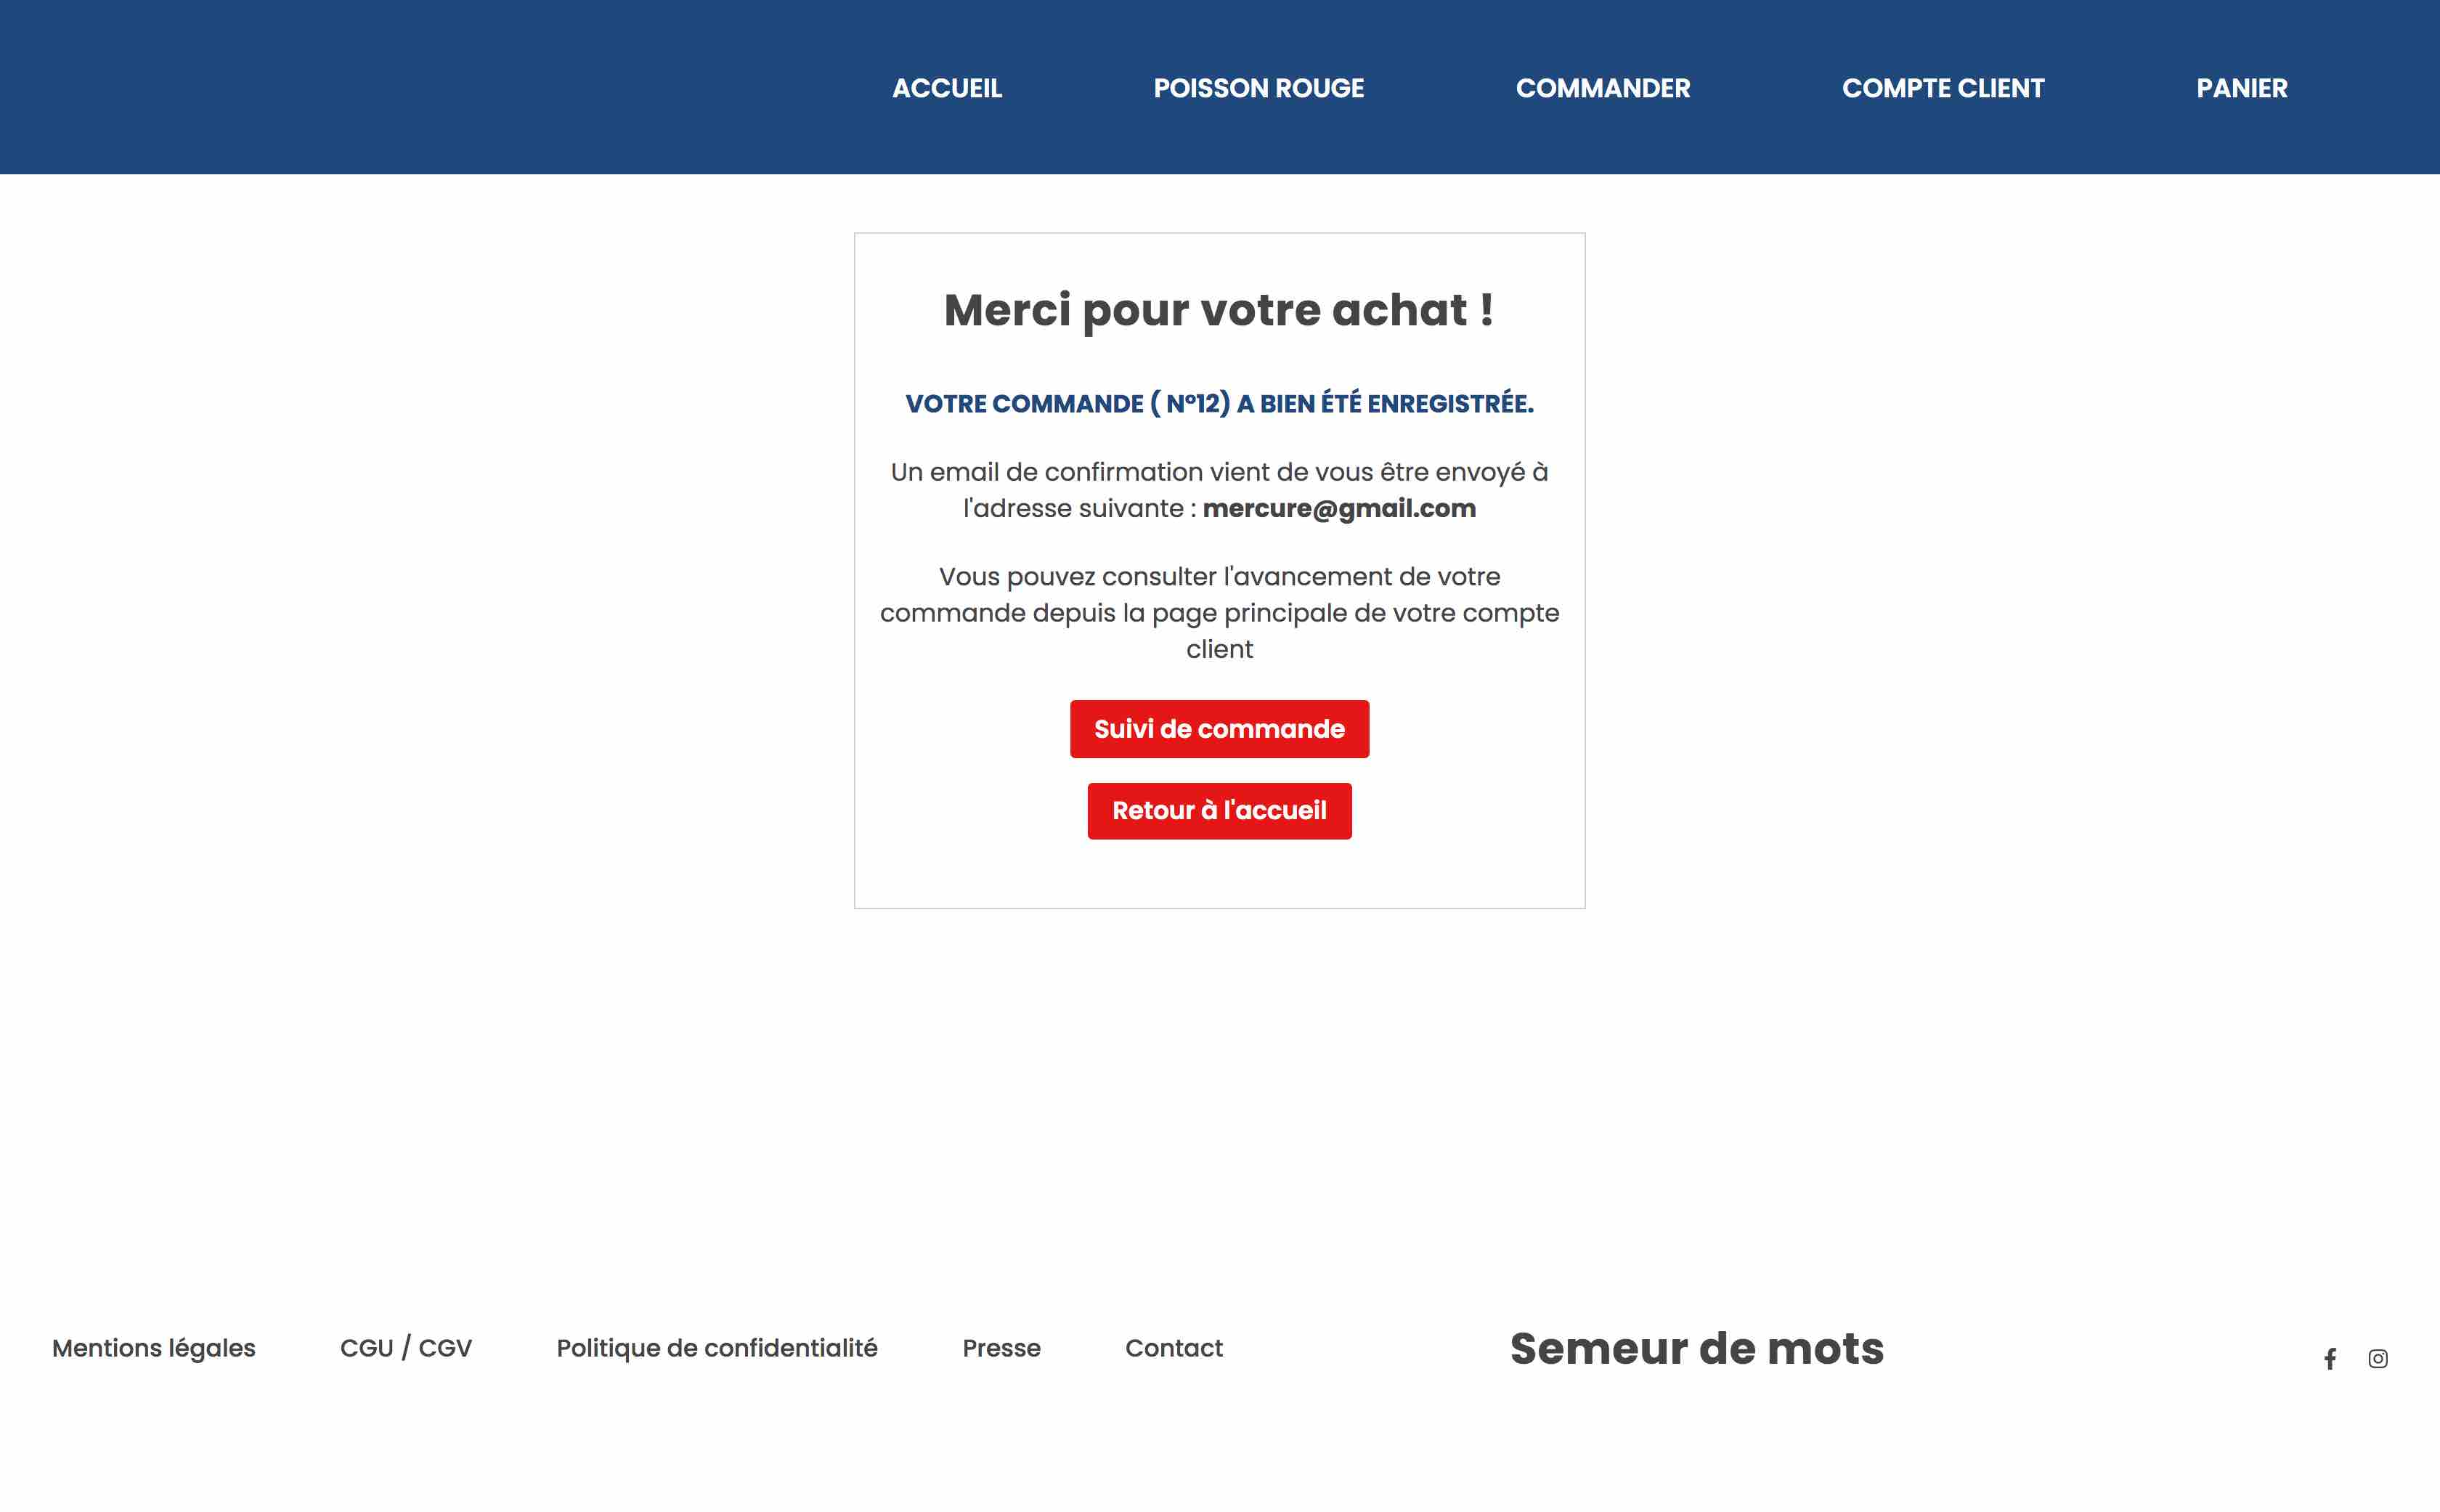 ACCUEIL POISSON ROUGE COMMANDER COMPTE CLIENT PANIER
Merci pour votre achat !
VOTRE COMMANDE ( N°12) A BIEN ÉTÉ ENREGISTRÉE.
Un email de confirmation vient de vous être envoyé à
l'adresse suivante : mercure@gmail.com
Vous pouvez consulter l'avancement de votre
commande depuis la page principale de votre compte
client
Suivi de commande
Retour à l'accueil
Mentions légales CGU / CGV Politique de confidentialité Presse Contact Semeur de mots